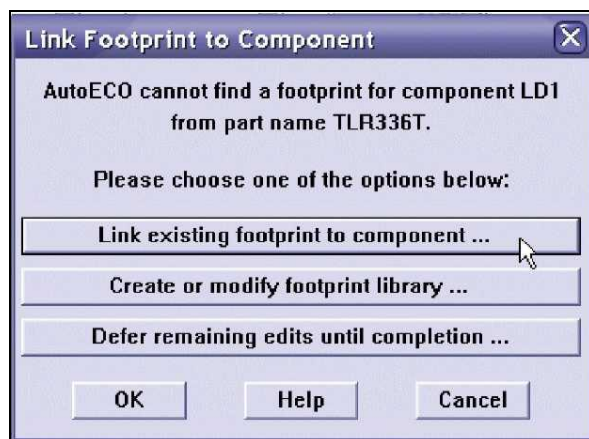 Link Footprint to Component
AutoECO cannot find a footprint for component LD1
from part name TLR336T.
Please choose one of the options below:
Link existing footprint to component ...
Create or modify footprint library ...
Defer remaining edits until completion ...
OK Help Cancel